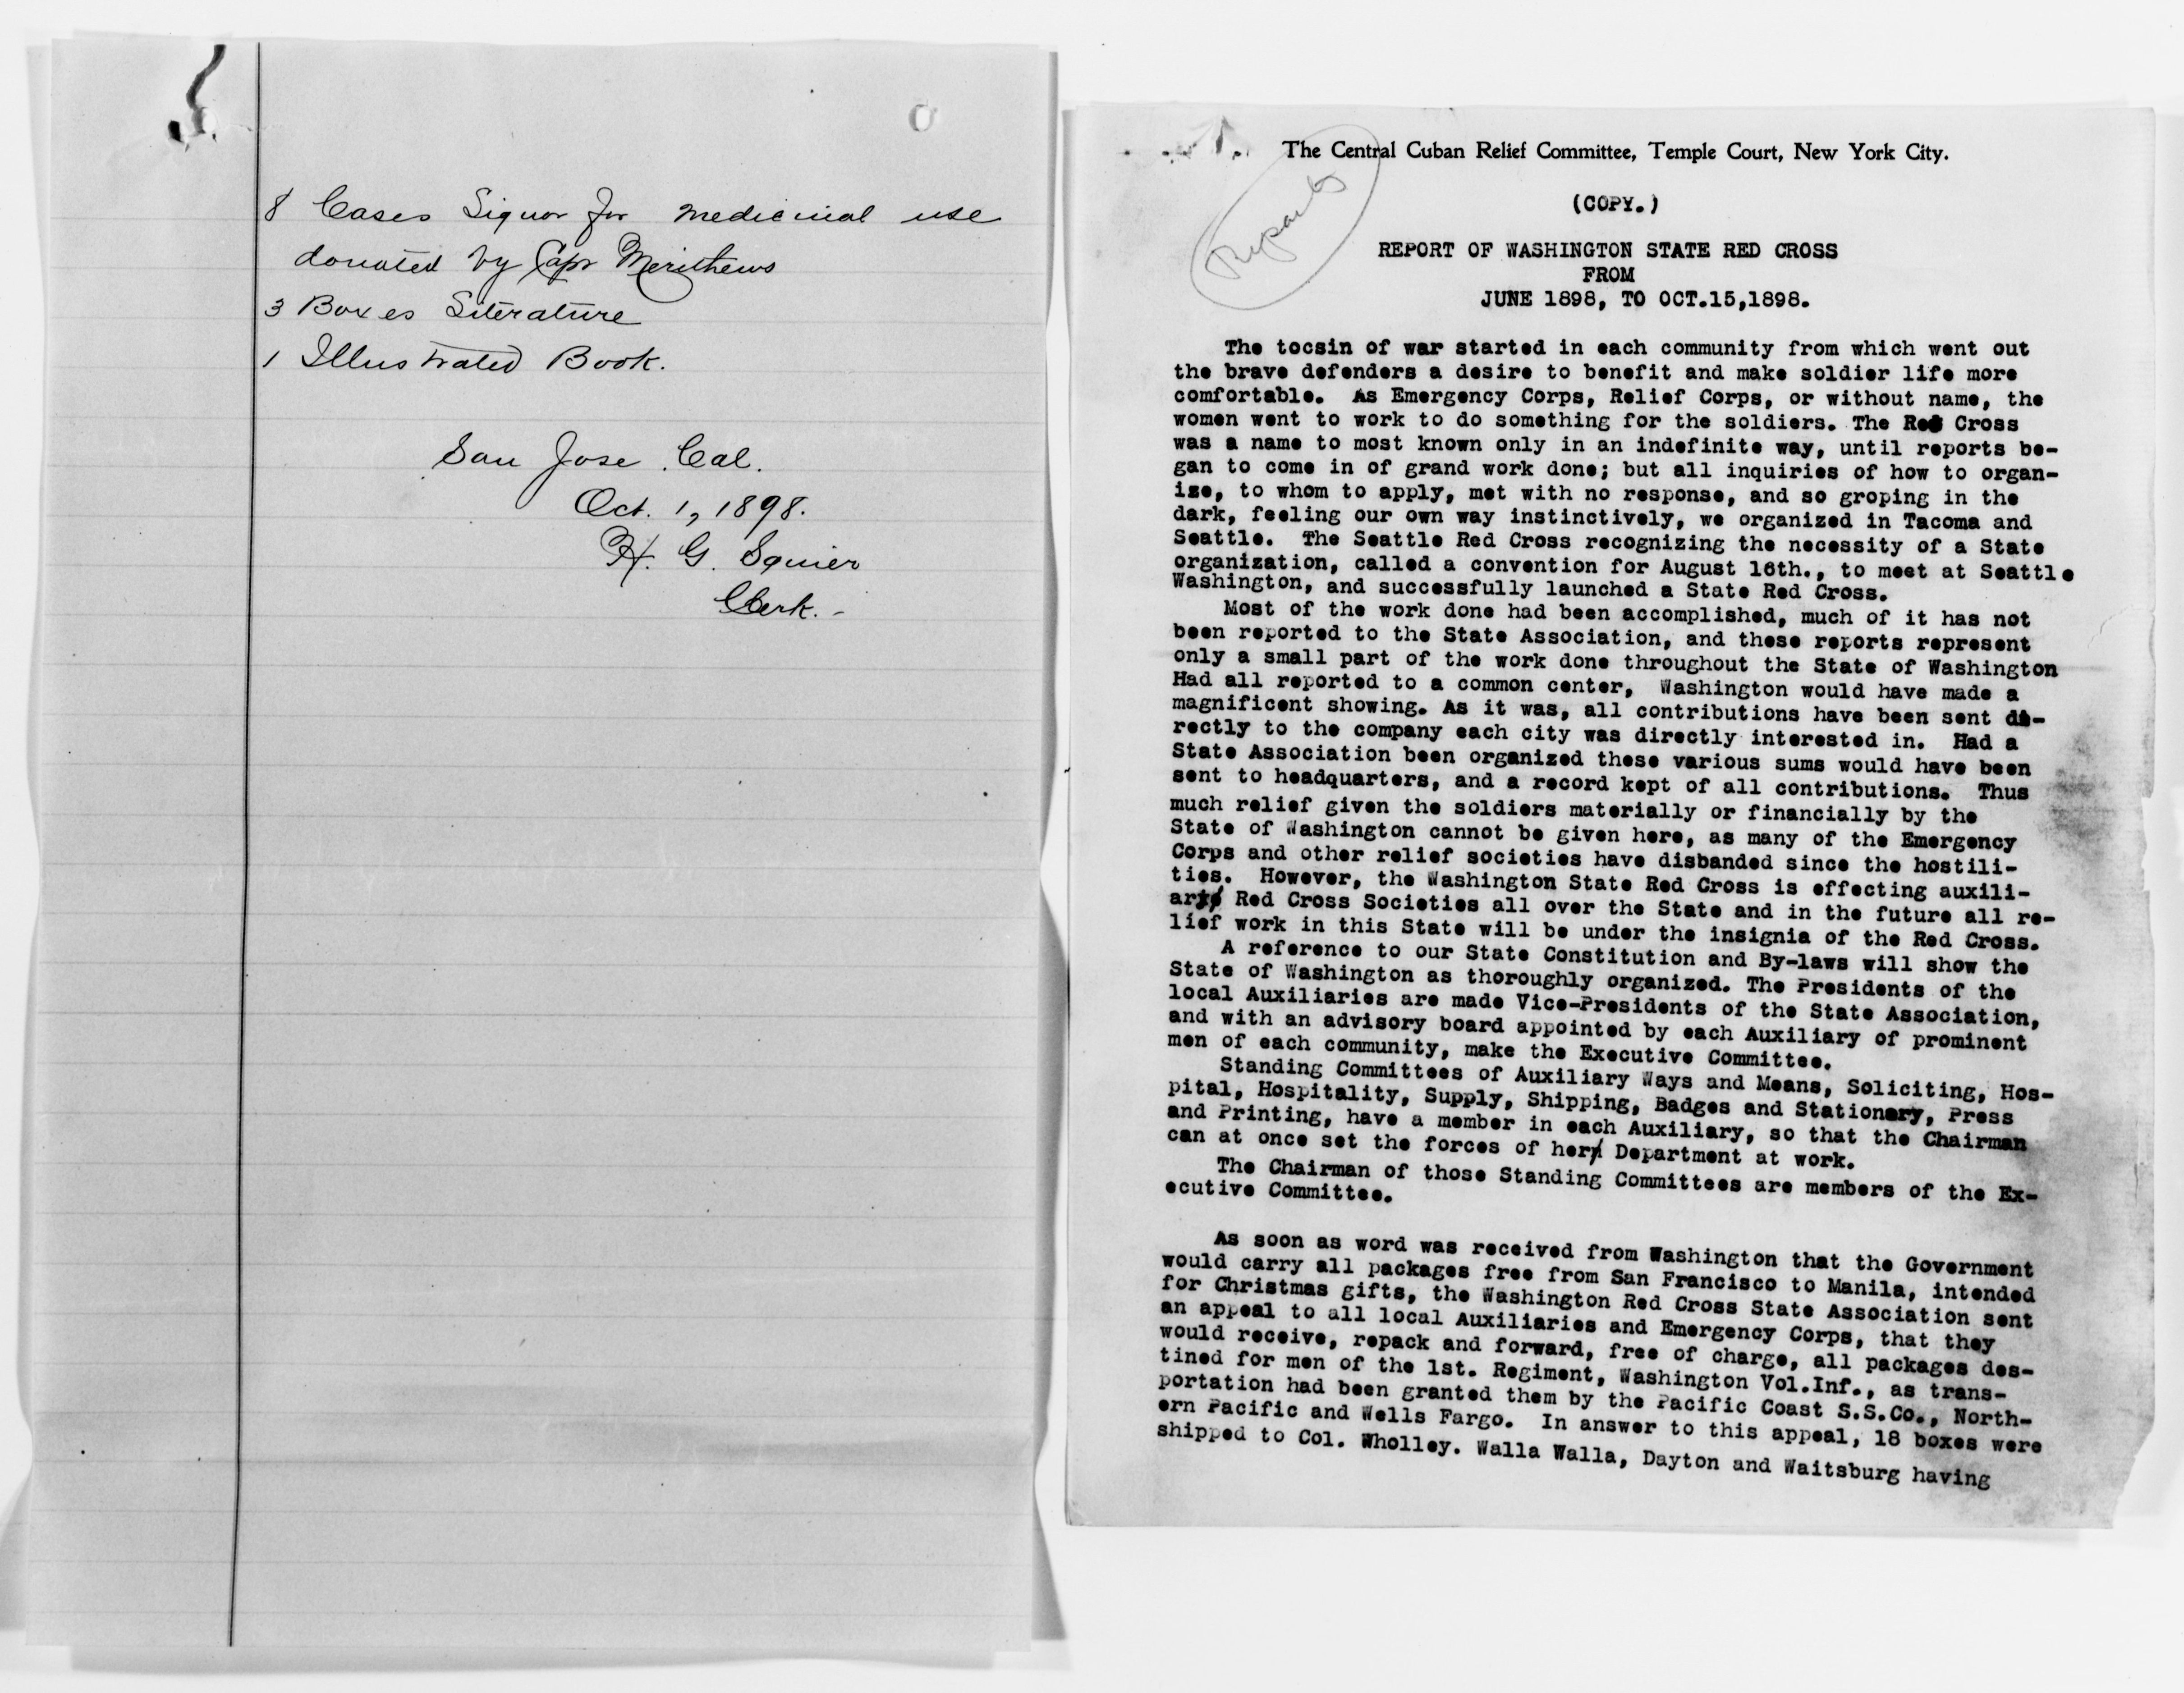 8 Cases Liquor for medicinal use
donated by Capt Merithews
3 Boxes Literature
1 Illustrated Book.
San Jose. Cal.
Oct. 1, 1898.
H. G. Squier
Clerk. -
The Central Cuban Relief Committee, Temple Court, New York City.
Reports
(COPY.)
REPORT OF WASHINGTON STATE RED CROSS
FROM
JUNE 1898, TO OCT.15,1898.
The tocsin of war started in each community from which went out
the brave defenders a desire to benefit and make soldier life more
comfortable. As Emergency Corps, Relief Corps, or without name, the
women went to work to do something for the soldiers. The Red Cross
was a name to most known only in an indefinite way, until reports be-
gan to come in of grand work done; but all inquiries of how to organ-
ize, to whom to apply, met with no response, and so groping in the
dark, feeling our own way instinctively, we organized in Tacoma and
Seattle. The Seattle Red Cross recognizing the necessity of a State
organization, called a convention for August 16th., to meet at Seattle
Washington, and successfully launched a State Red Cross.
Most of the work done had been accomplished, much of it has not
been reported to the State Association, and these reports represent
only a small part of the work done throughout the State of Washington
Had all reported to a common center, Washington would have made a
magnificent showing. As it was, all contributions have been sent di-
rectly to the company each city was directly interested in. Had a
State Association been organized these various sums would have been
sent to headquarters, and a record kept of all contributions. Thus
much relief given the soldiers materially or financially by the
State of Washington cannot be given here, as many of the Emergency
Corps and other relief societies have disbanded since the hostili-
ties. However, the Washington State Red Cross is effecting auxili-
ary Red Cross Societies all over the State and in the future all re-
lief work in this State will be under the insignia of the Red Cross.
A reference to our State Constitution and By-laws will show the
State of Washington as thoroughly organized. The Presidents of the
local Auxiliaries are made Vice-Presidents of the State Association,
and with an advisory board appointed by each Auxiliary of prominent
men of each community, make the Executive Committee.
Standing Committees of Auxiliary Ways and Means, Soliciting, Hos-
pital, Hospitality, Supply, Shipping, Badges and Stationery, Press
and Printing, have a member in each Auxiliary, so that the Chairman
can at once set the forces of her Department at work.
The Chairman of those Standing Committees are members of the Ex-
ecutive Committee.
As soon as word was received from Washington that the Government
would carry all packages free from San Francisco to Manila, intended
for Christmas gifts, the Washington Red Cross State Association sent
an appeal to all local Auxiliaries and Emergency Corps, that they
would receive, repack and forward, free of charge, all packages des-
tined for men of the 1st. Regiment, Washington Vol.Inf., as trans-
portation had been granted them by the Pacific Coast S.S.Co., North-
ern Pacific and Wells Fargo. In answer to this appeal, 18 boxes were
shipped to Col. Wholley. Walla Walla, Dayton and Waitsburg having